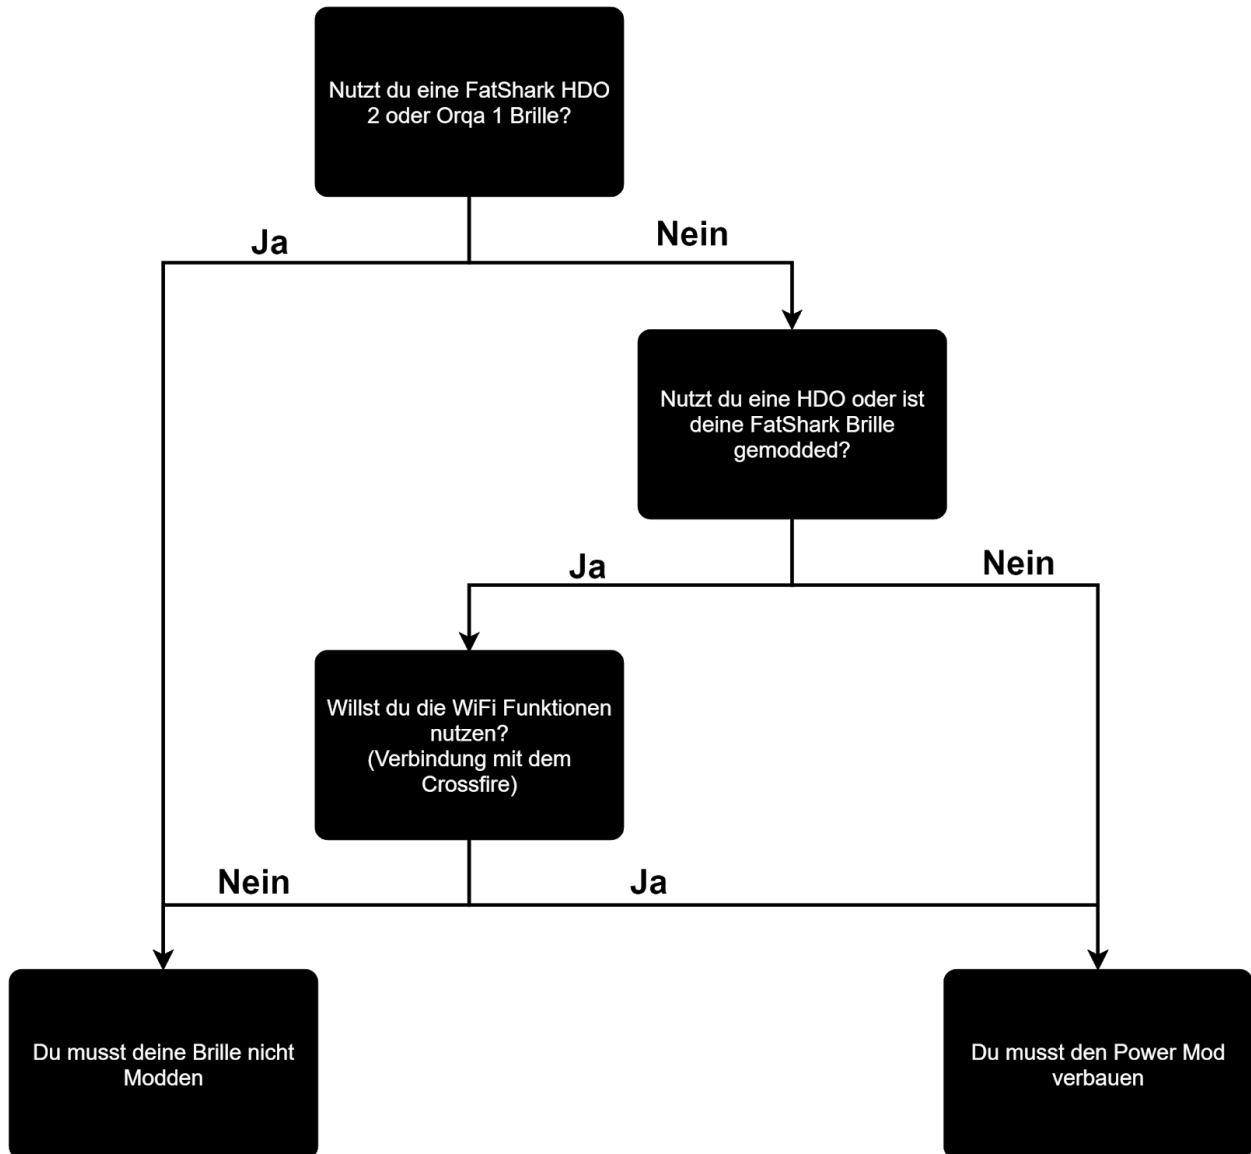 Nutzt du eine FatShark HDO
2 oder Orqa 1 Brille?
Ja
Nein
Nutzt du eine HDO oder ist
deine FatShark Brille
gemodded?
Ja
Nein
Willst du die WiFi Funktionen
nutzen?
(Verbindung mit dem
Crossfire)
Nein
Ja
Du musst deine Brille nicht
Modden
Du musst den Power Mod
verbauen